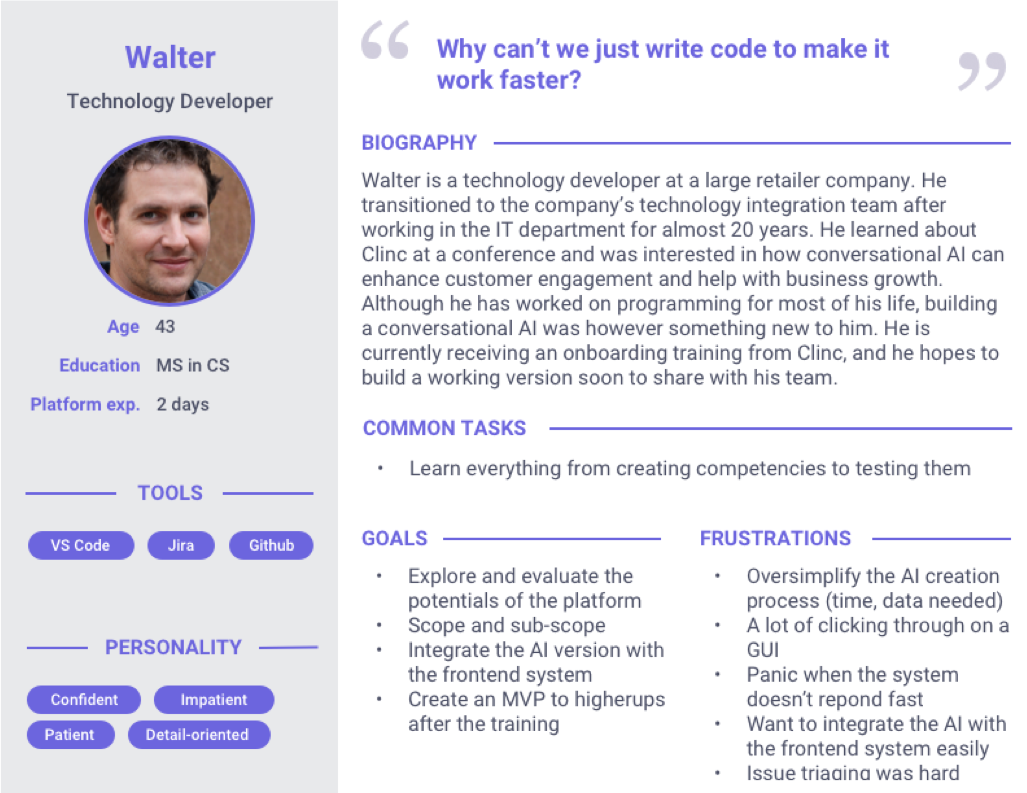 Walter
Technology Developer
Age 43
Education MS in CS
Platform exp. 2 days
TOOLS
VS Code Jira Github
PERSONALITY
Confident Impatient
Patient Detail-oriented
“ Why can’t we just write code to make it
work faster? ”
BIOGRAPHY
Walter is a technology developer at a large retailer company. He
transitioned to the company’s technology integration team after
working in the IT department for almost 20 years. He learned about
Clinc at a conference and was interested in how conversational AI can
enhance customer engagement and help with business growth.
Although he has worked on programming for most of his life, building
a conversational AI was however something new to him. He is
currently receiving an onboarding training from Clinc, and he hopes to
build a working version soon to share with his team.
COMMON TASKS
• Learn everything from creating competencies to testing them
GOALS
• Explore and evaluate the
potentials of the platform
• Scope and sub-scope
• Integrate the AI version with
the frontend system
• Create an MVP to higherups
after the training
FRUSTRATIONS
• Oversimplify the AI creation
process (time, data needed)
• A lot of clicking through on a
GUI
• Panic when the system
doesn’t repond fast
• Want to integrate the AI with
the frontend system easily
• Issue triaging was hard